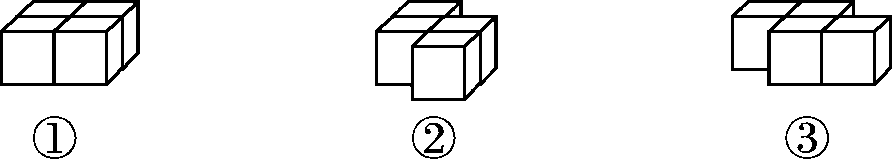 ① ② ③